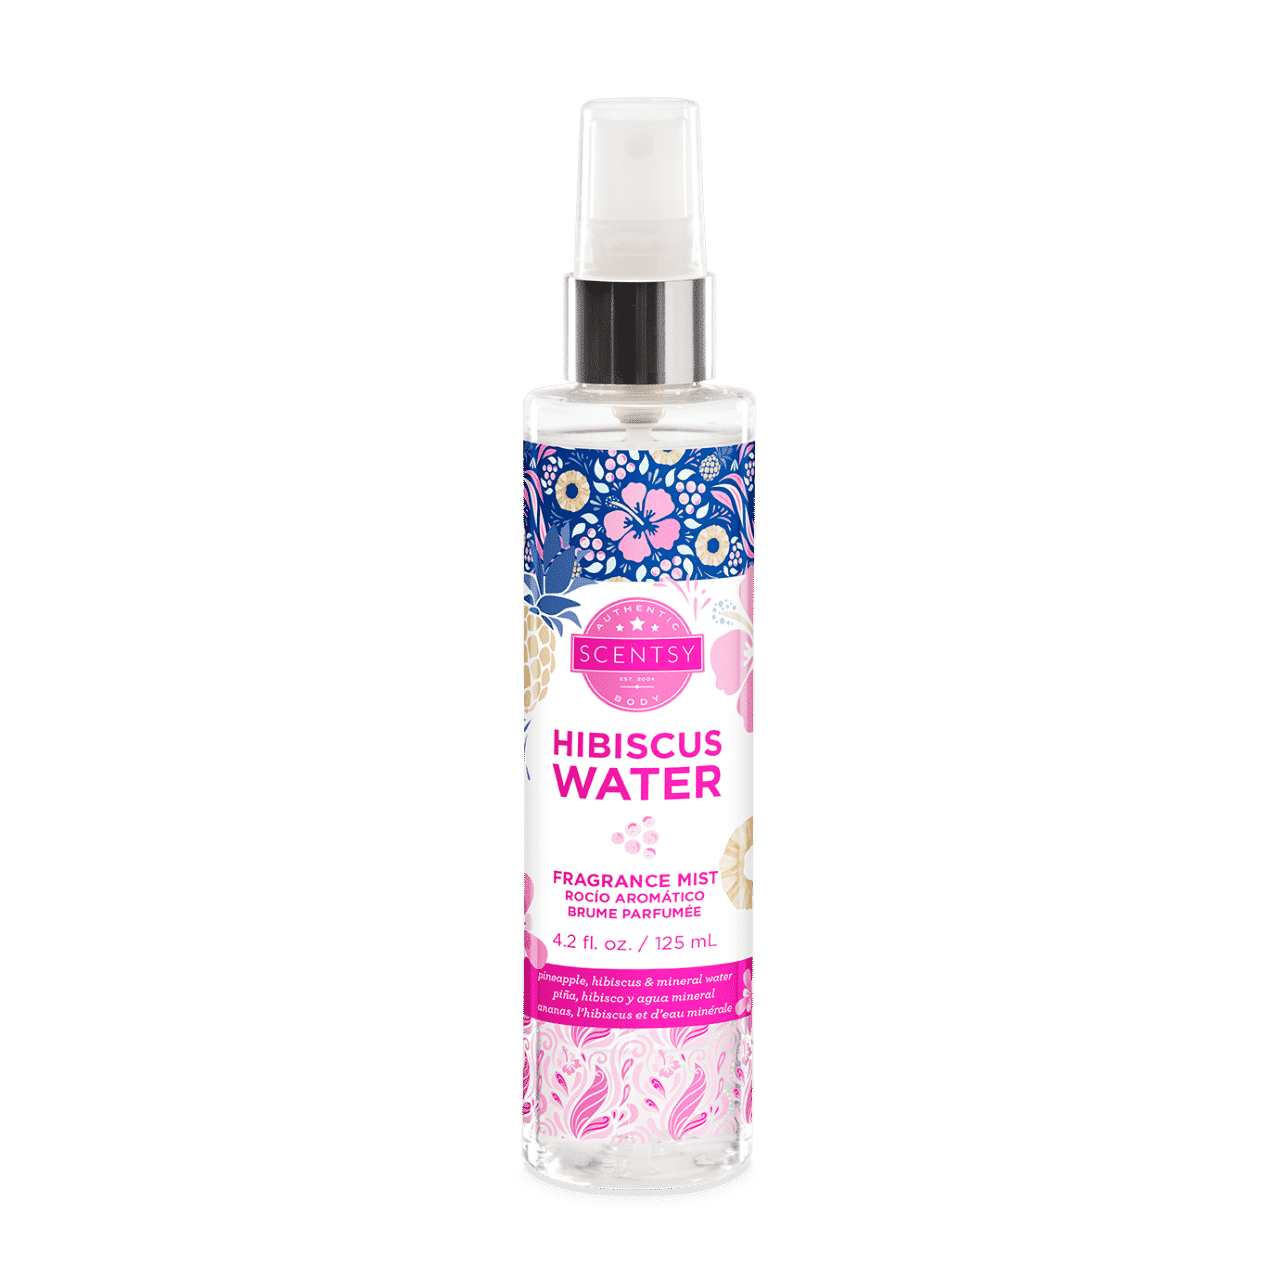 AUTHENTIC
SCENTSY
EST. 2004
BODY
HIBISCUS
WATER
FRAGRANCE MIST
ROCÍO AROMÁTICO
BRUME PARFUMÉE
4.2 fl. oz. / 125 mL
pineapple, hibiscus & mineral water
piña, hibisco y agua mineral
ananas, l'hibiscus et d'eau minérale